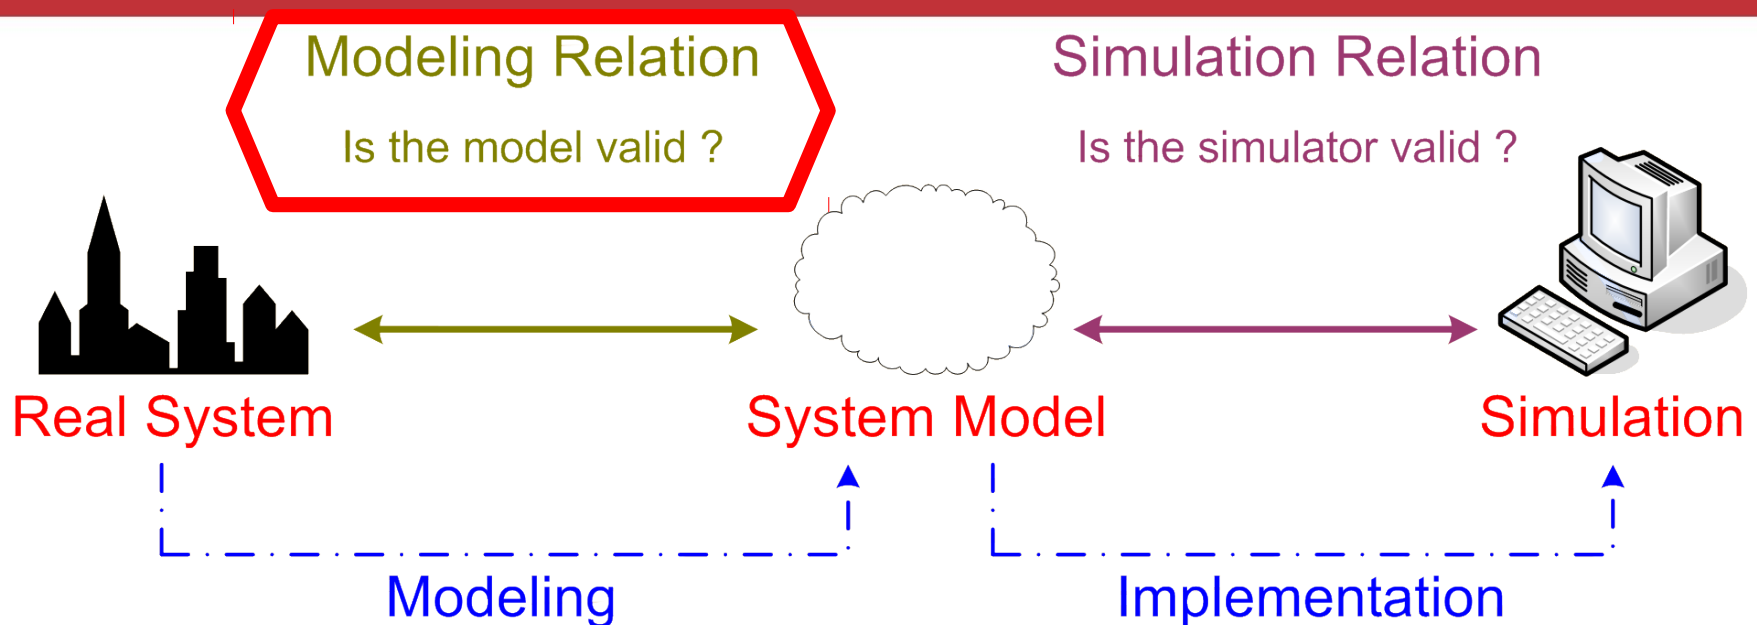 Modeling Relation
Simulation Relation
Is the model valid ?
Is the simulator valid ?
Real System
System Model
Simulation
Modeling
Implementation